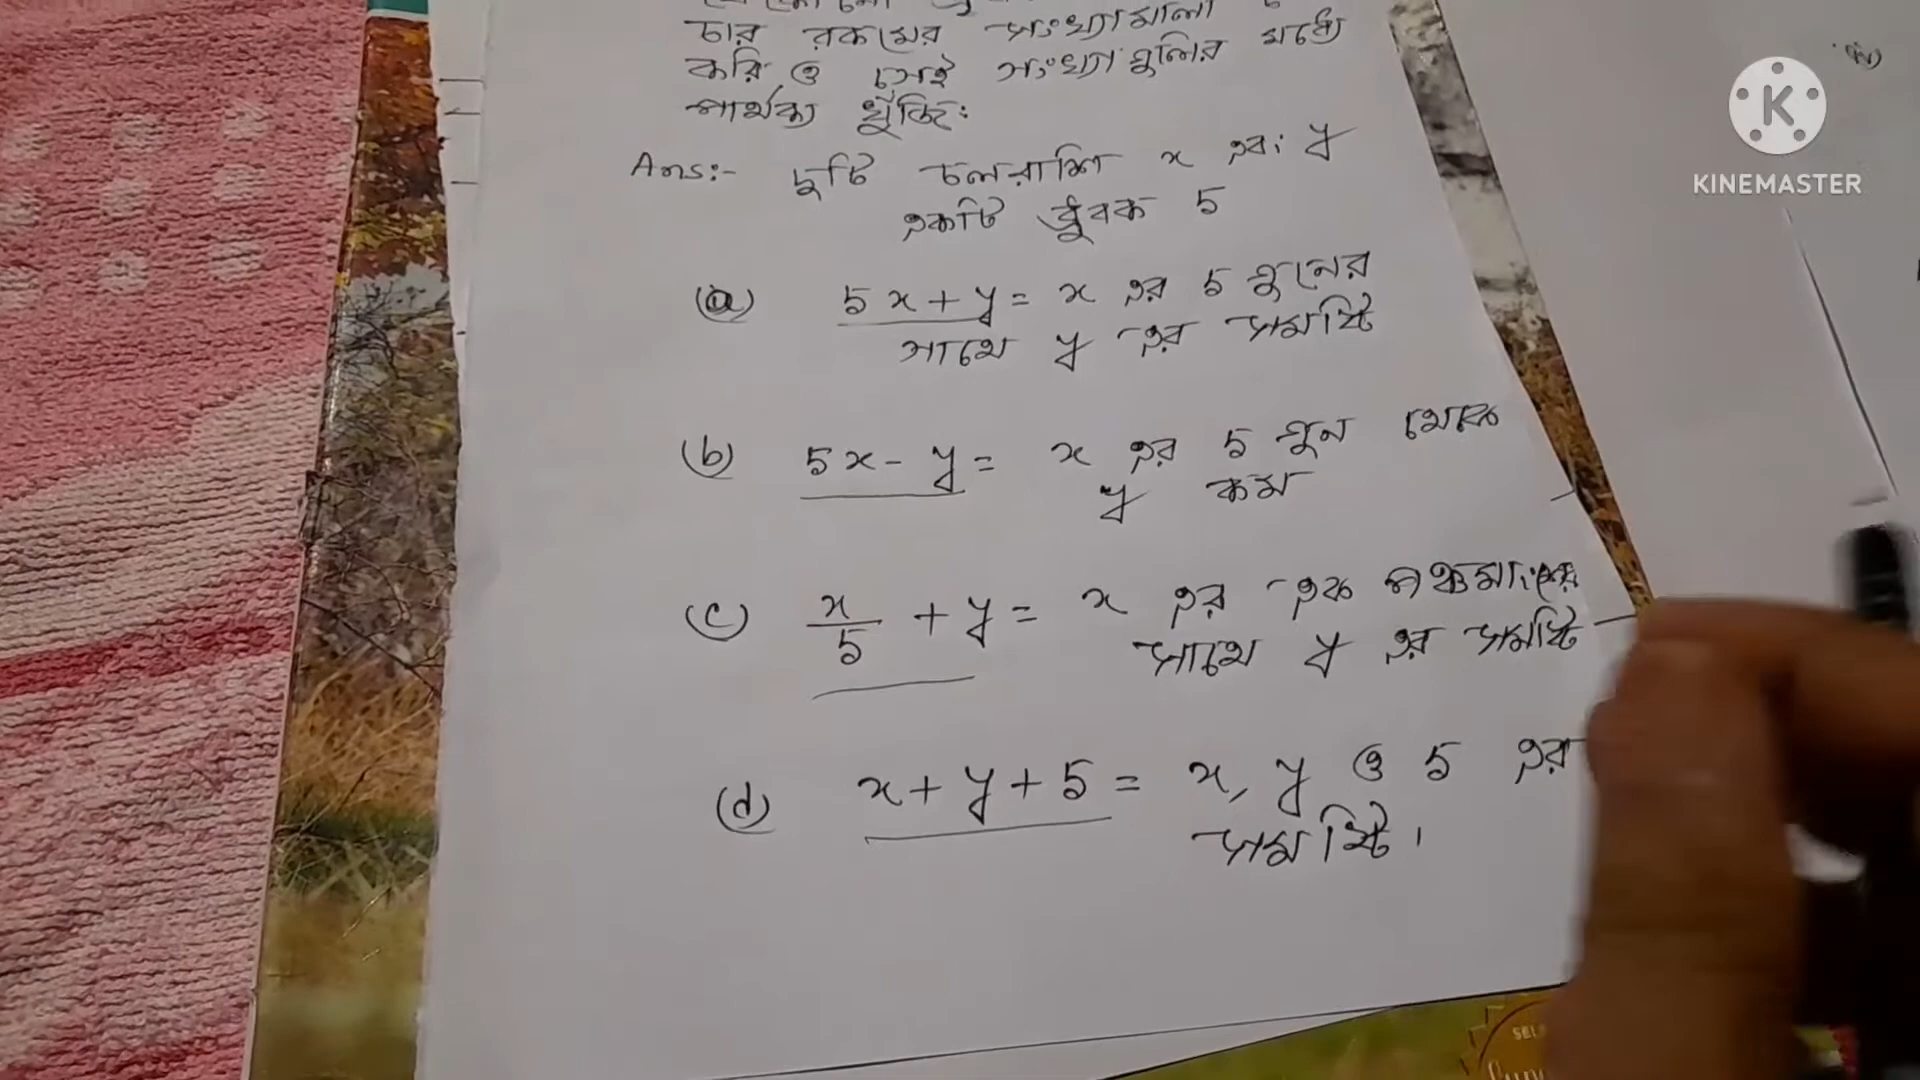 চার রকমের সংখ্যামালা
করি ও সেই সংখ্যাগুলির মধ্যে
পার্থক্য খুঁজি:
Ans:- দুটি চলরাশি x এবং y
একটি ধ্রুবক 5
(a) 5x + y = x এর 5 গুনের
সাথে y এর সমষ্টি
(b) 5x - y = x এর 5 গুন থেকে
y কম
(c) x/5 + y = x এর এক পঞ্চমাংশের
সাথে y এর সমষ্টি
(d) x + y + 5 = x, y ও 5 এর
সমষ্টি।
(iv)
K
KINEMASTER